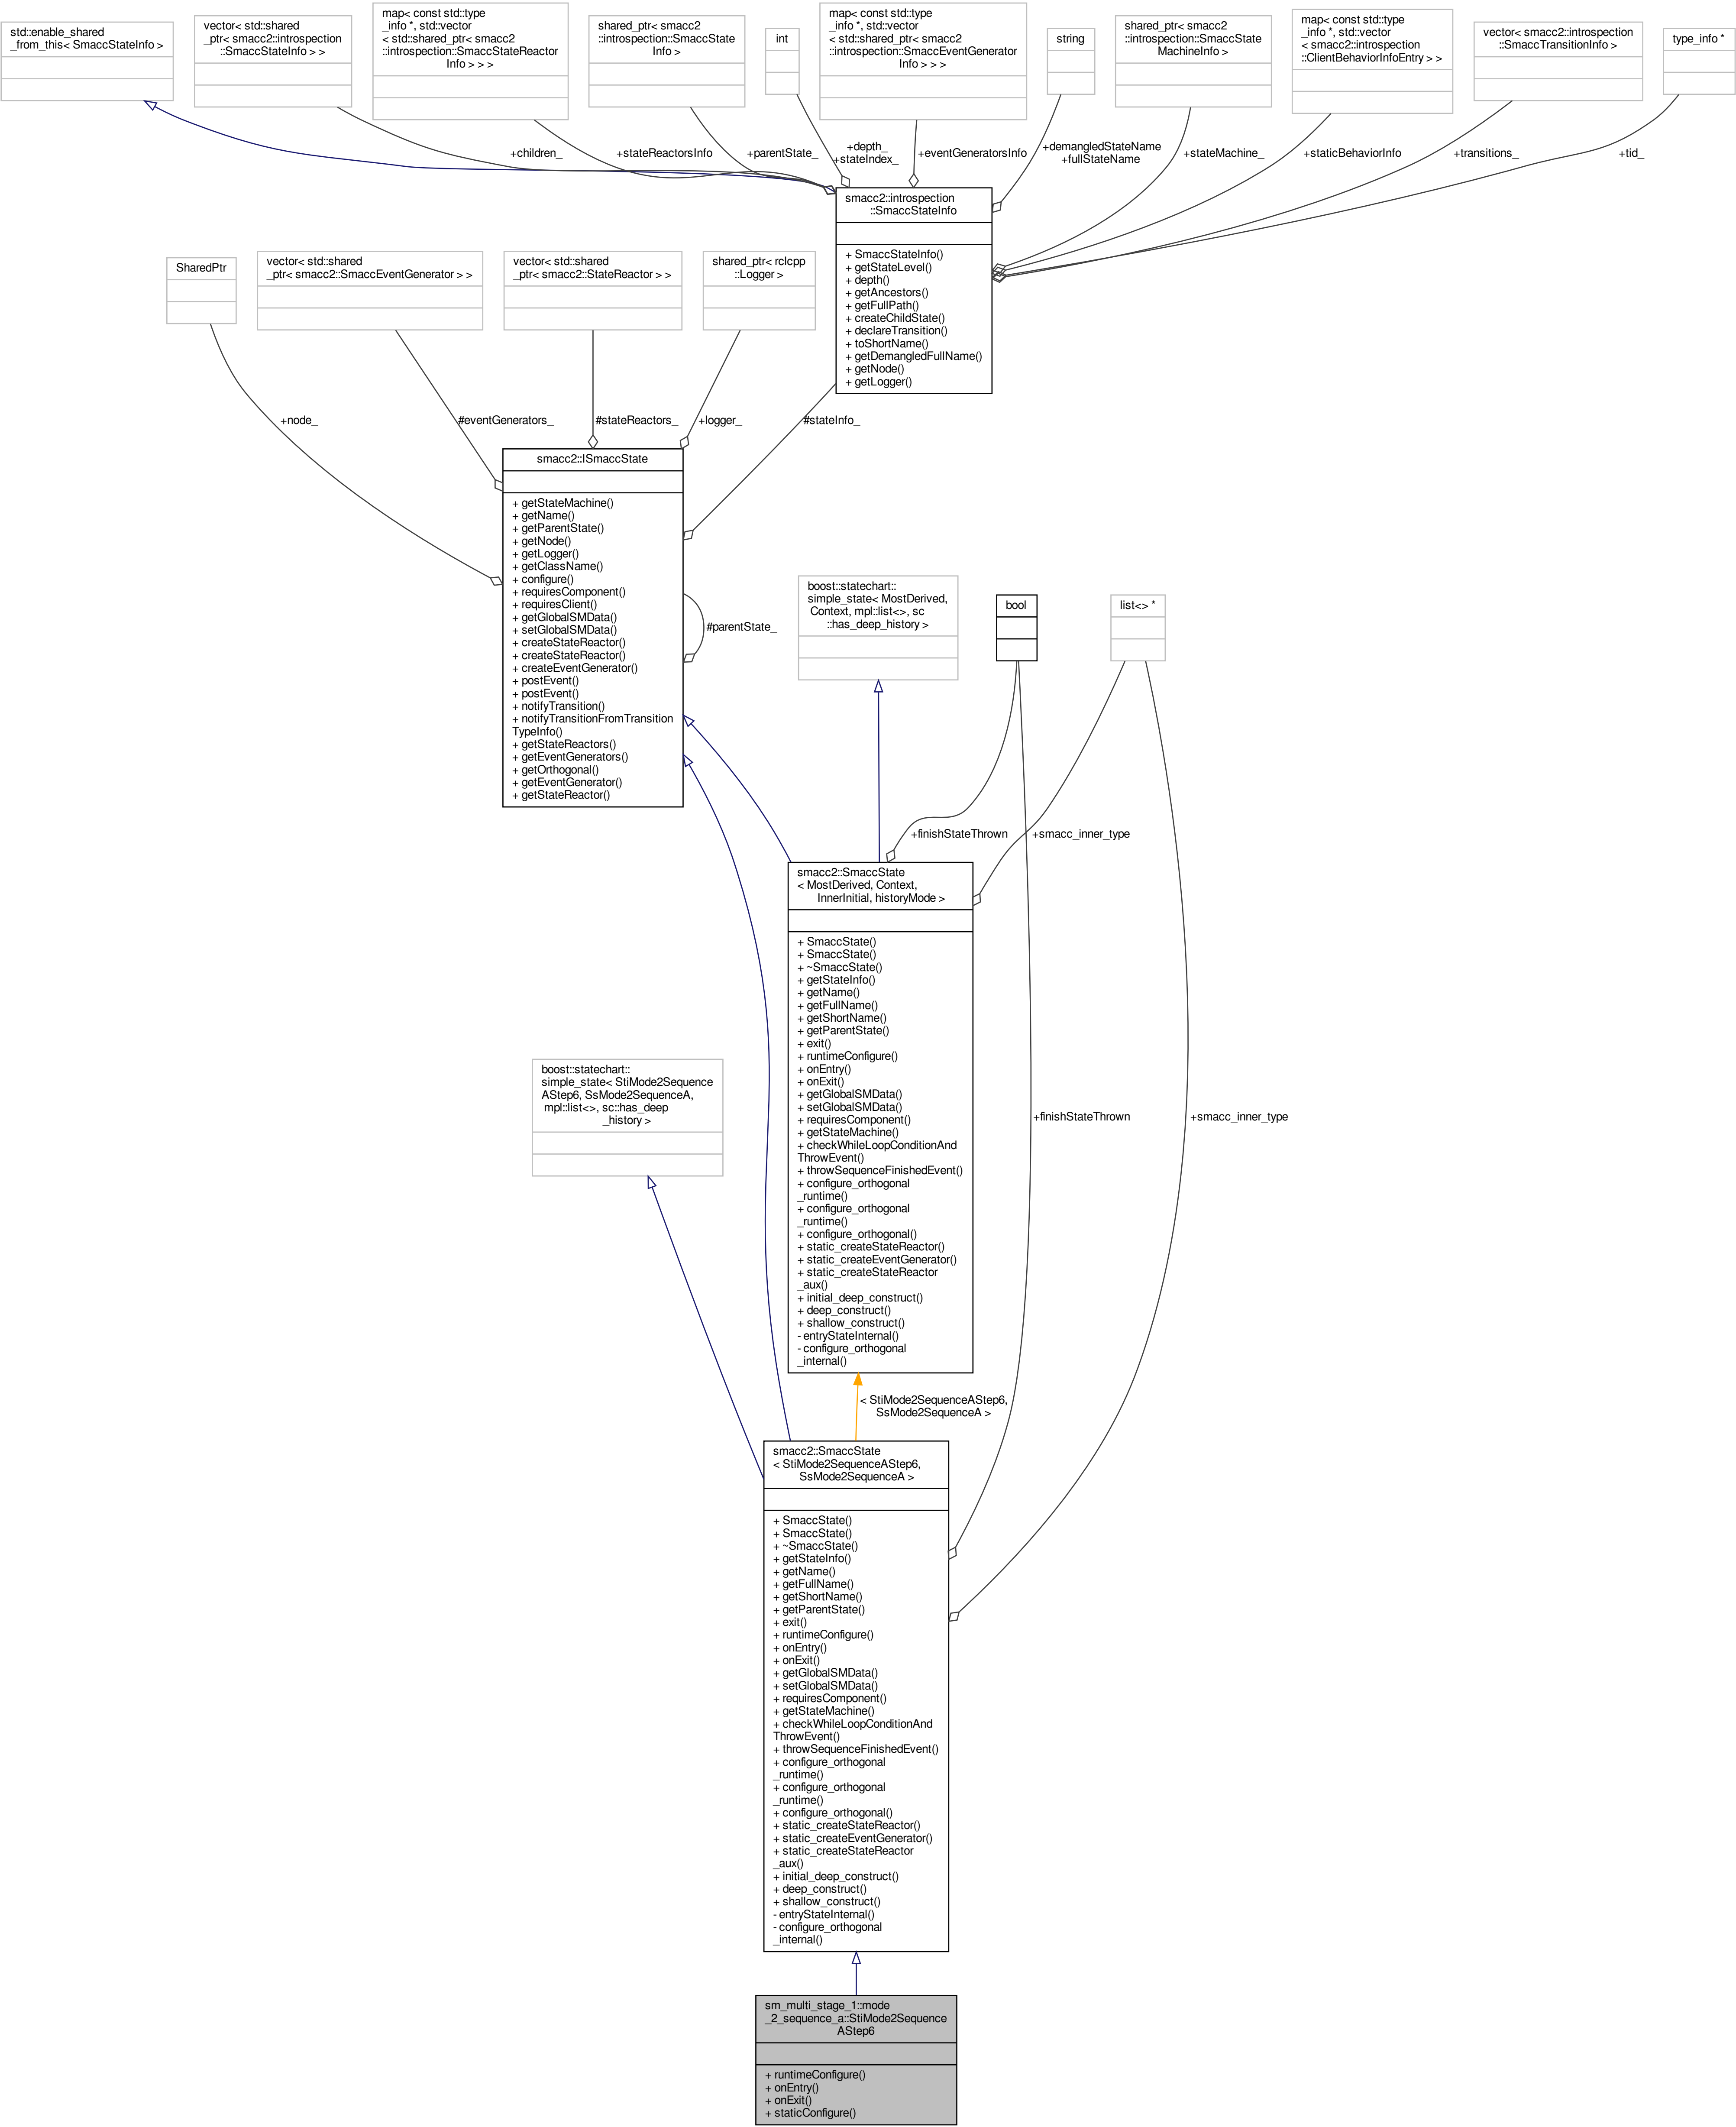 std::enable_shared
_from_this< SmaccStateInfo >
vector< std::shared
_ptr< smacc2::introspection
::SmaccStateInfo > >
map< const std::type
_info *, std::vector
< std::shared_ptr< smacc2
::introspection::SmaccStateReactor
Info > > >
shared_ptr< smacc2
::introspection::SmaccState
Info >
int
map< const std::type
_info *, std::vector
< std::shared_ptr< smacc2
::introspection::SmaccEventGenerator
Info > > >
string
shared_ptr< smacc2
::introspection::SmaccState
MachineInfo >
map< const std::type
_info *, std::vector
< smacc2::introspection
::ClientBehaviorInfoEntry > >
vector< smacc2::introspection
::SmaccTransitionInfo >
type_info *
+children_
+stateReactorsInfo
+parentState_
+depth_
+stateIndex_
+eventGeneratorsInfo
+demangledStateName
+fullStateName
+stateMachine_
+staticBehaviorInfo
+transitions_
+tid_
smacc2::introspection
::SmaccStateInfo
+ SmaccStateInfo()
+ getStateLevel()
+ depth()
+ getAncestors()
+ getFullPath()
+ createChildState()
+ declareTransition()
+ toShortName()
+ getDemangledFullName()
+ getNode()
+ getLogger()
SharedPtr
vector< std::shared
_ptr< smacc2::SmaccEventGenerator > >
vector< std::shared
_ptr< smacc2::StateReactor > >
shared_ptr< rclcpp
::Logger >
+node_
#eventGenerators_
#stateReactors_
+logger_
#stateInfo_
smacc2::ISmaccState
+ getStateMachine()
+ getName()
+ getParentState()
+ getNode()
+ getLogger()
+ getClassName()
+ configure()
+ requiresComponent()
+ requiresClient()
+ getGlobalSMData()
+ setGlobalSMData()
+ createStateReactor()
+ createStateReactor()
+ createEventGenerator()
+ postEvent()
+ postEvent()
+ notifyTransition()
+ notifyTransitionFromTransition
TypeInfo()
+ getStateReactors()
+ getEventGenerators()
+ getOrthogonal()
+ getEventGenerator()
+ getStateReactor()
#parentState_
boost::statechart::
simple_state< MostDerived,
Context, mpl::list<>, sc
::has_deep_history >
bool
list<> *
+finishStateThrown
+smacc_inner_type
smacc2::SmaccState
< MostDerived, Context,
InnerInitial, historyMode >
+ SmaccState()
+ SmaccState()
+ ~SmaccState()
+ getStateInfo()
+ getName()
+ getFullName()
+ getShortName()
+ getParentState()
+ exit()
+ runtimeConfigure()
+ onEntry()
+ onExit()
+ getGlobalSMData()
+ setGlobalSMData()
+ requiresComponent()
+ getStateMachine()
+ checkWhileLoopConditionAnd
ThrowEvent()
+ throwSequenceFinishedEvent()
+ configure_orthogonal
_runtime()
+ configure_orthogonal
_runtime()
+ configure_orthogonal()
+ static_createStateReactor()
+ static_createEventGenerator()
+ static_createStateReactor
_aux()
+ initial_deep_construct()
+ deep_construct()
+ shallow_construct()
- entryStateInternal()
- configure_orthogonal
_internal()
boost::statechart::
simple_state< StiMode2Sequence
AStep6, SsMode2SequenceA,
mpl::list<>, sc::has_deep
_history >
+finishStateThrown
+smacc_inner_type
< StiMode2SequenceAStep6,
SsMode2SequenceA >
smacc2::SmaccState
< StiMode2SequenceAStep6,
SsMode2SequenceA >
+ SmaccState()
+ SmaccState()
+ ~SmaccState()
+ getStateInfo()
+ getName()
+ getFullName()
+ getShortName()
+ getParentState()
+ exit()
+ runtimeConfigure()
+ onEntry()
+ onExit()
+ getGlobalSMData()
+ setGlobalSMData()
+ requiresComponent()
+ getStateMachine()
+ checkWhileLoopConditionAnd
ThrowEvent()
+ throwSequenceFinishedEvent()
+ configure_orthogonal
_runtime()
+ configure_orthogonal
_runtime()
+ configure_orthogonal()
+ static_createStateReactor()
+ static_createEventGenerator()
+ static_createStateReactor
_aux()
+ initial_deep_construct()
+ deep_construct()
+ shallow_construct()
- entryStateInternal()
- configure_orthogonal
_internal()
sm_multi_stage_1::mode
_2_sequence_a::StiMode2Sequence
AStep6
+ runtimeConfigure()
+ onEntry()
+ onExit()
+ staticConfigure()